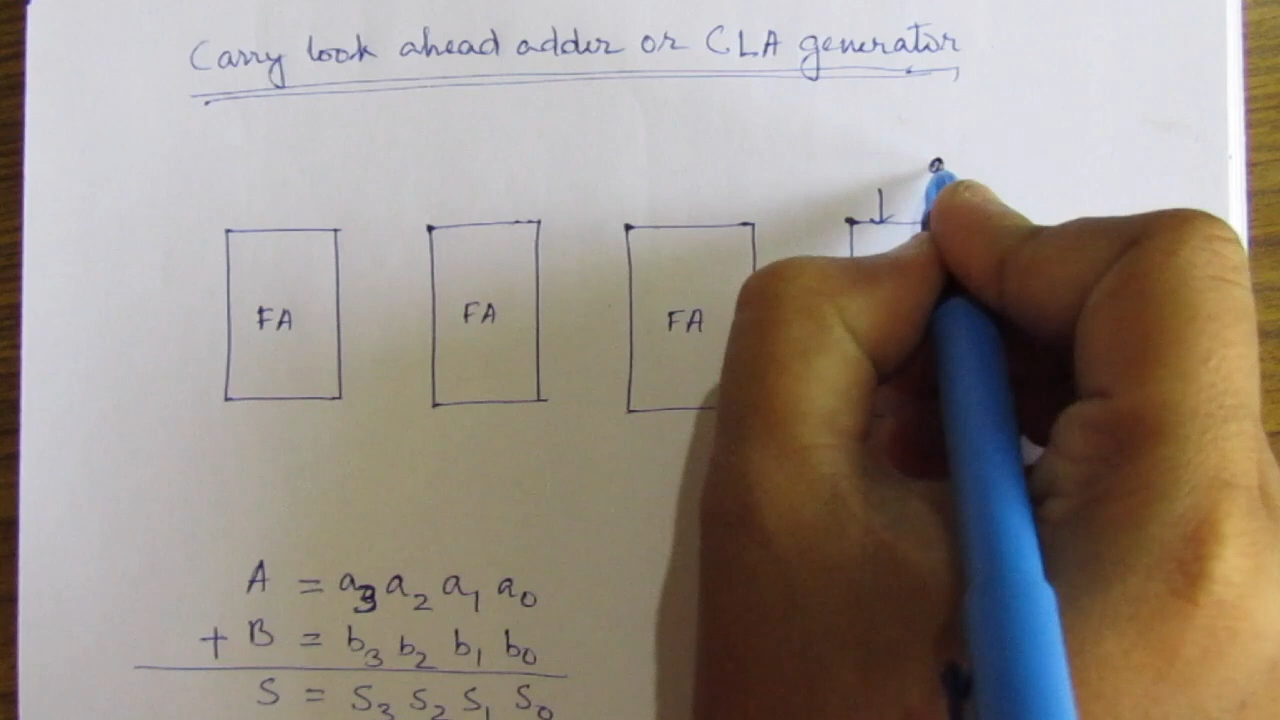 Carry look ahead adder or CLA generator
FA FA FA
A = a3 a2 a1 a0
+ B = b3 b2 b1 b0
S = S3 S2 S1 S0